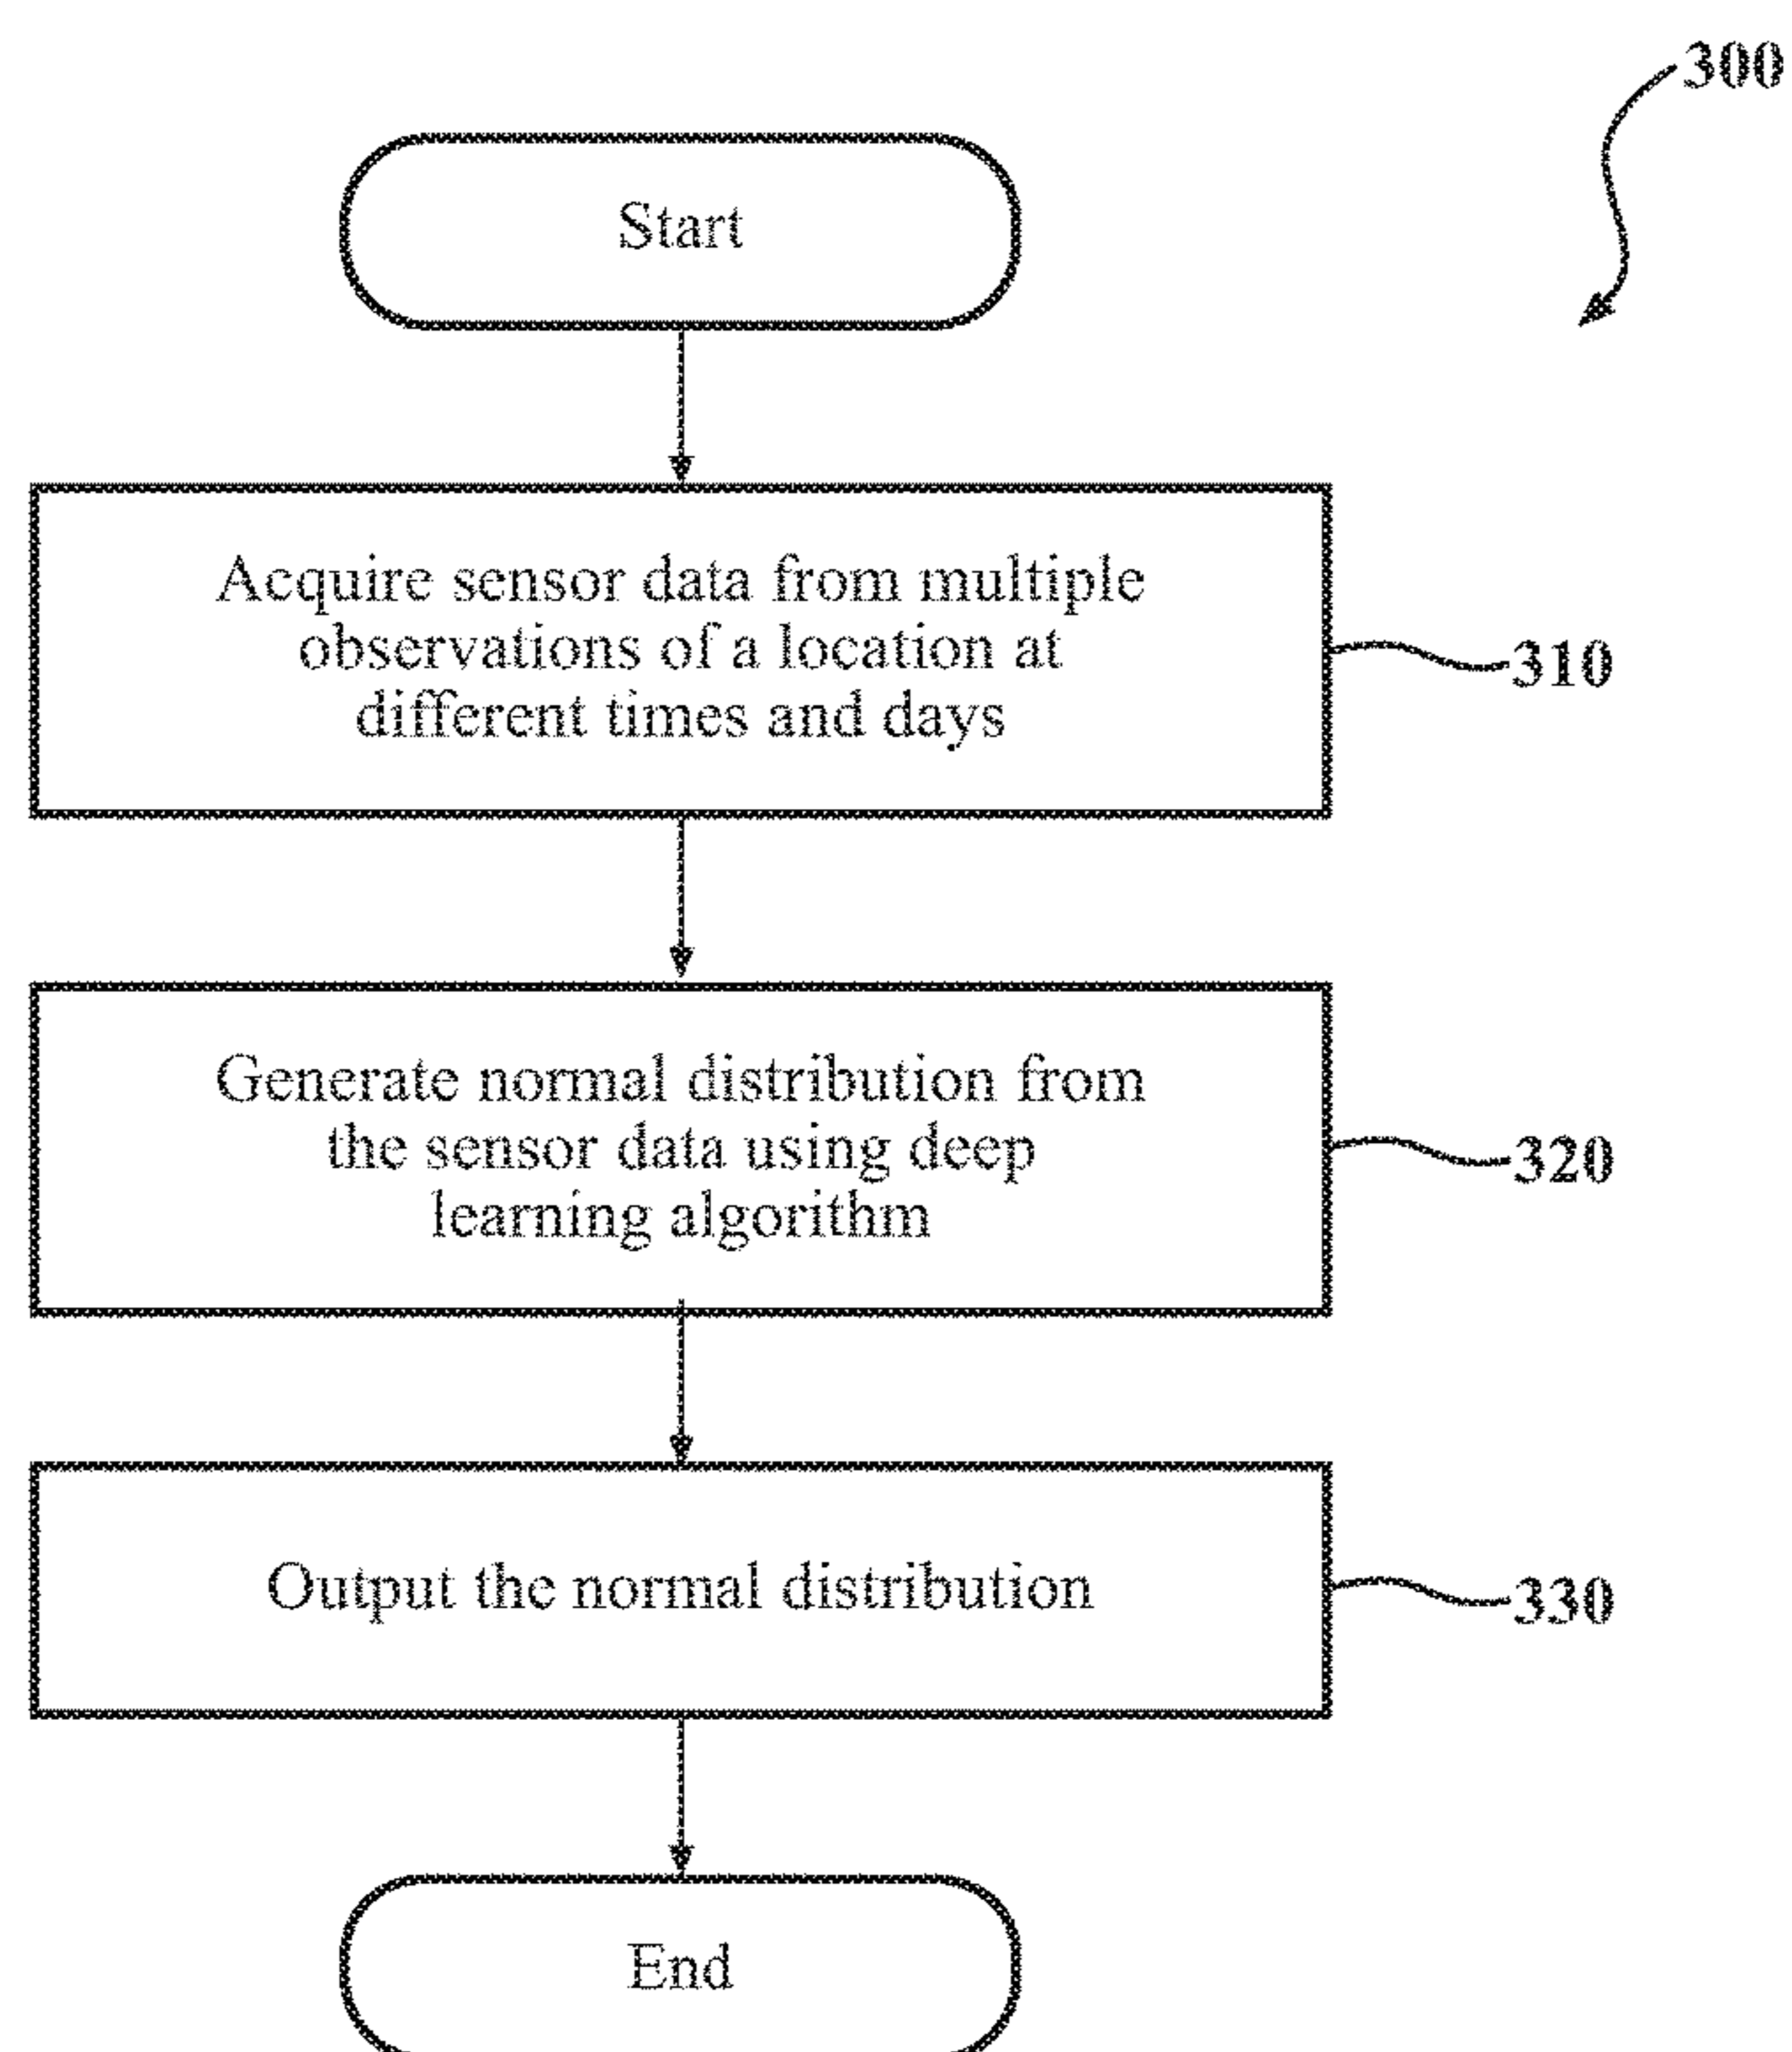 300
Start
Acquire sensor data from multiple
observations of a location at
different times and days
310
Generate normal distribution from
the sensor data using deep
learning algorithm
320
Output the normal distribution
330
End